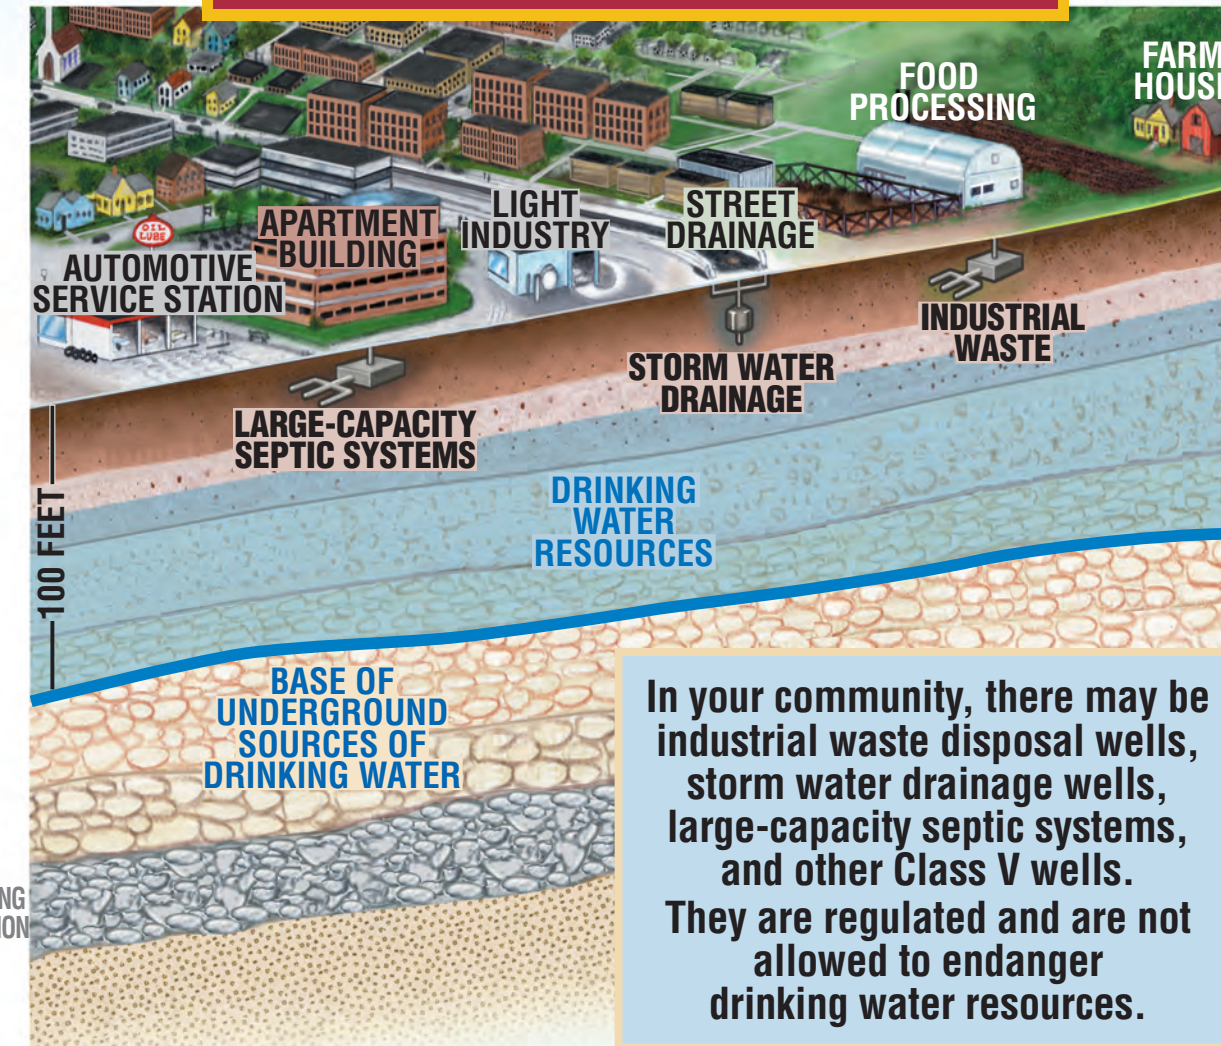 FOOD
PROCESSING
FARM
HOUSE
APARTMENT
BUILDING
LIGHT
INDUSTRY
STREET
DRAINAGE
OIL
LUBE
AUTOMOTIVE
SERVICE STATION
INDUSTRIAL
WASTE
STORM WATER
DRAINAGE
LARGE-CAPACITY
SEPTIC SYSTEMS
100 FEET
DRINKING
WATER
RESOURCES
BASE OF
UNDERGROUND
SOURCES OF
DRINKING WATER
In your community, there may be
industrial waste disposal wells,
storm water drainage wells,
large-capacity septic systems,
and other Class V wells.
They are regulated and are not
allowed to endanger
drinking water resources.